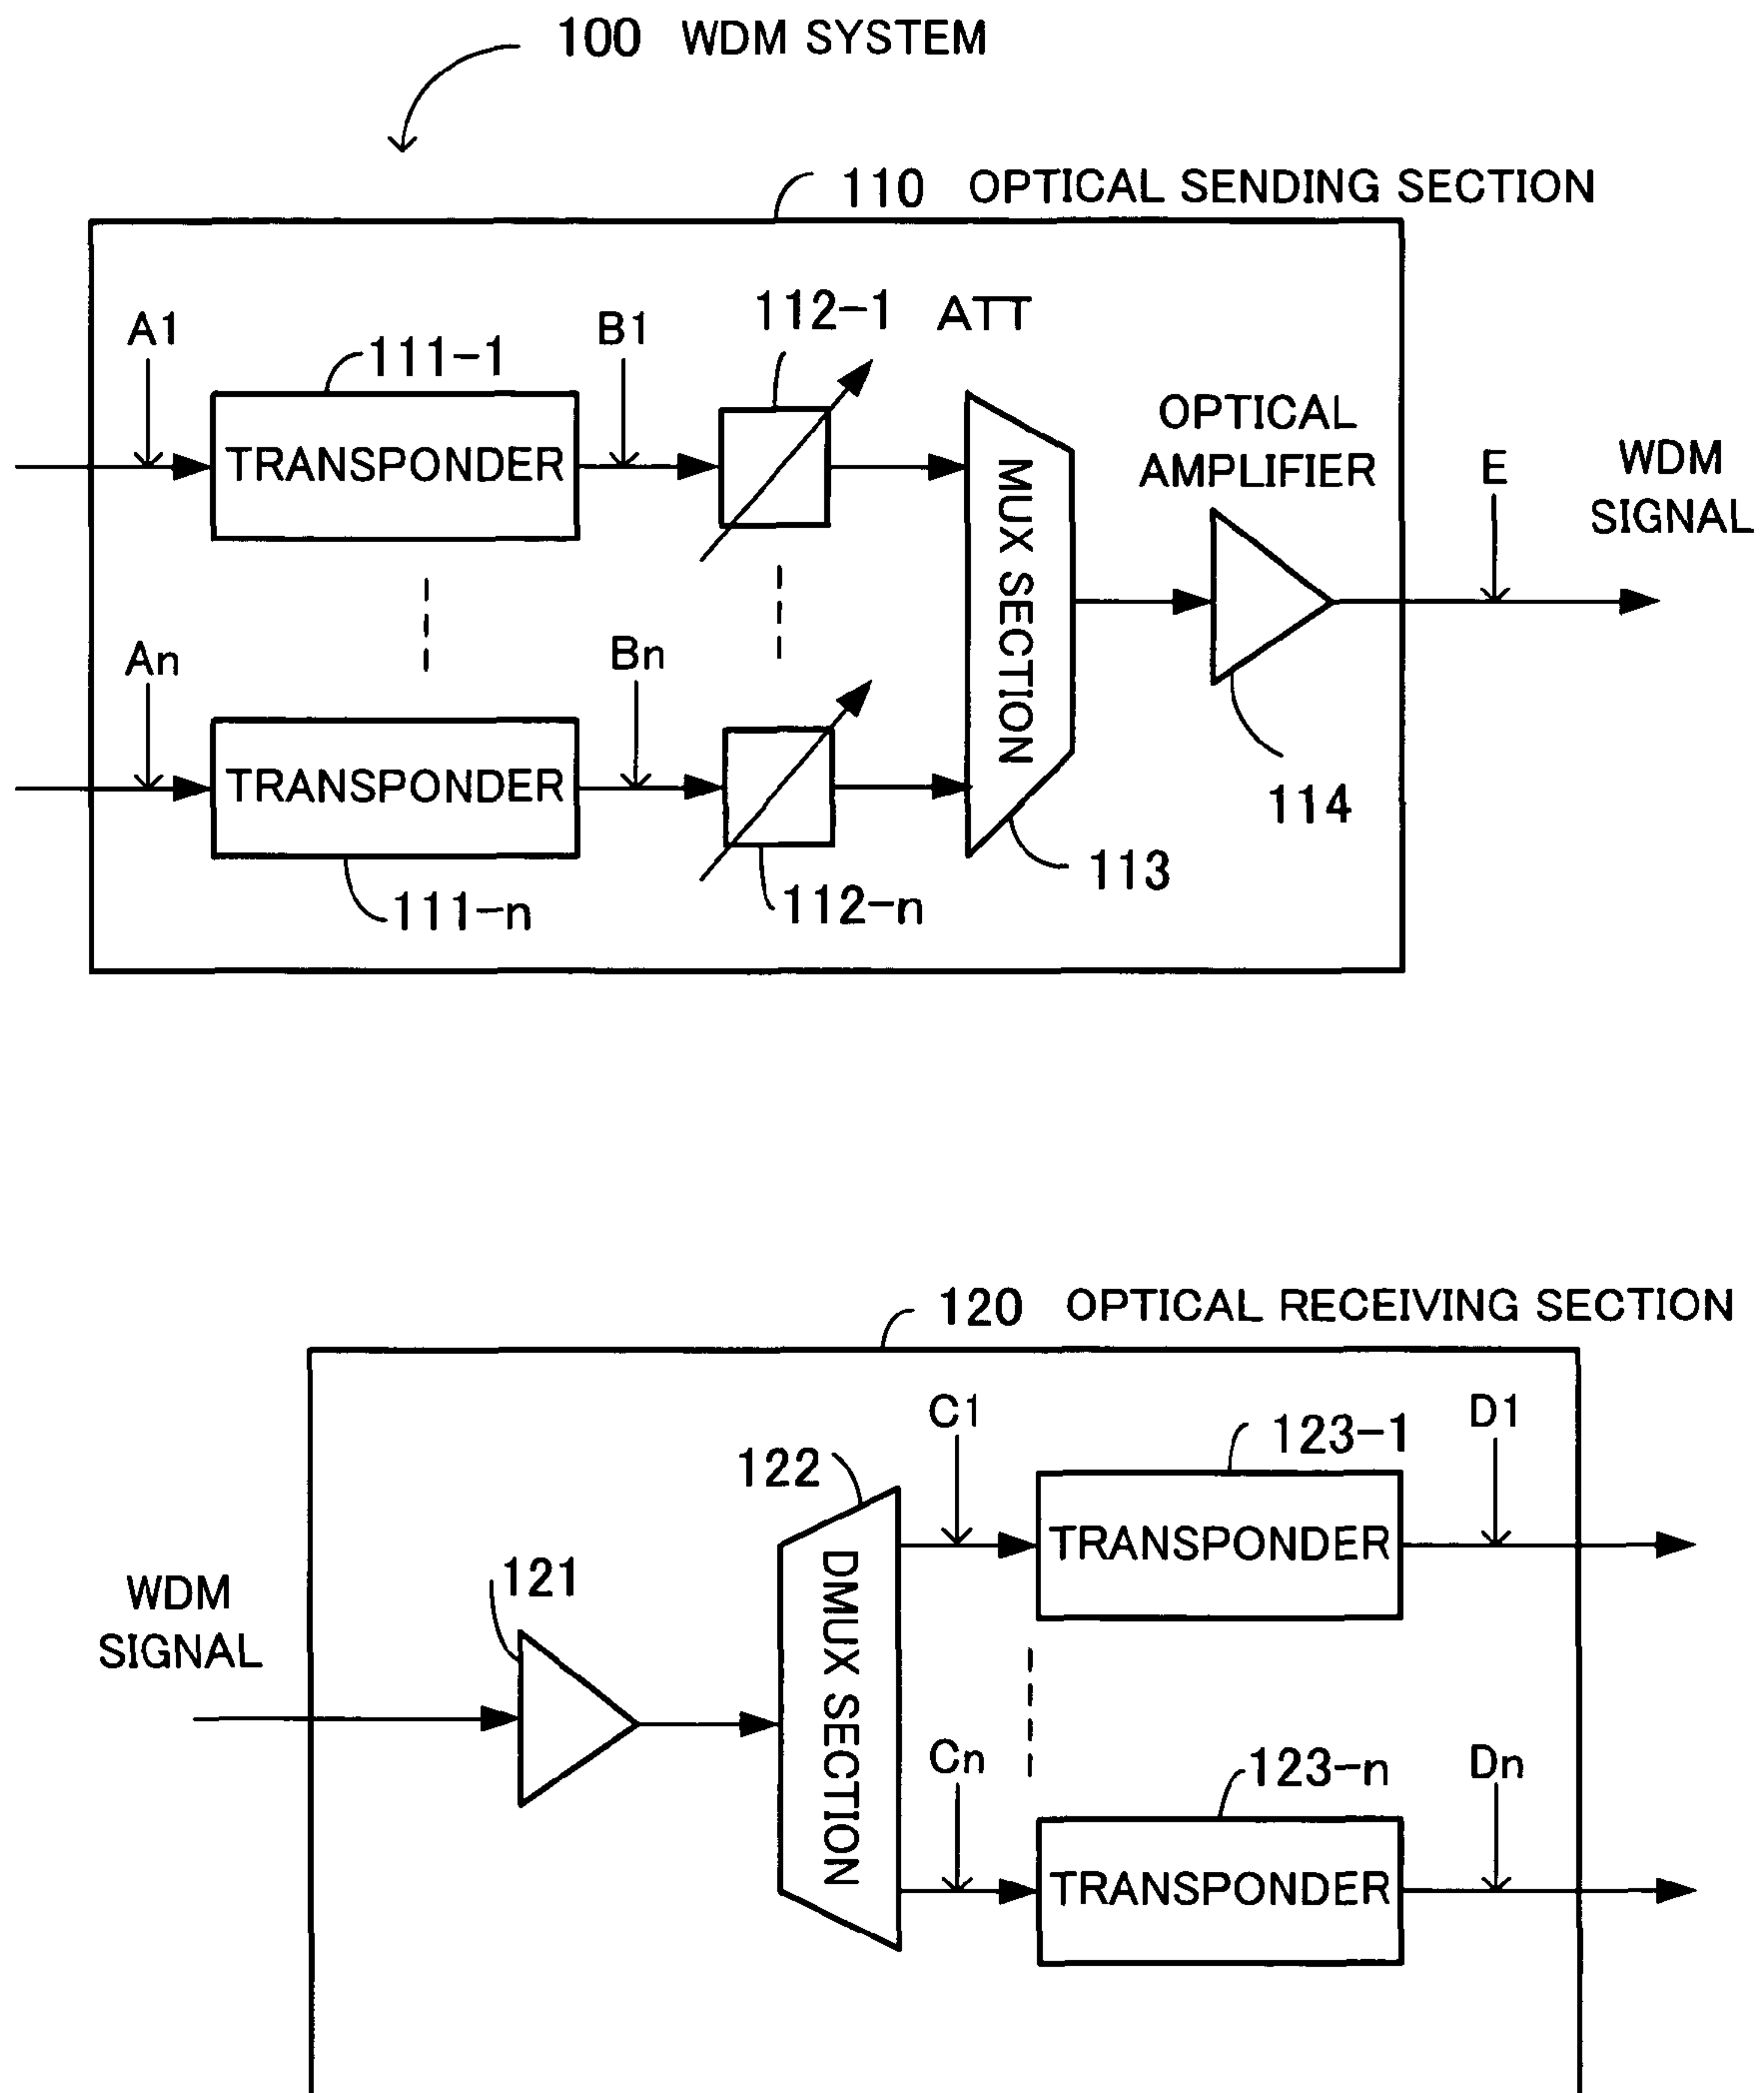 100 WDM SYSTEM
110 OPTICAL SENDING SECTION
A1
111-1
B1
112-1 ATT
TRANSPONDER
MUX SECTION
OPTICAL
AMPLIFIER
E
WDM
SIGNAL
An
Bn
TRANSPONDER
111-n
112-n
113
114
120 OPTICAL RECEIVING SECTION
C1
123-1
D1
122
TRANSPONDER
WDM
SIGNAL
121
DMUX SECTION
Cn
123-n
Dn
TRANSPONDER